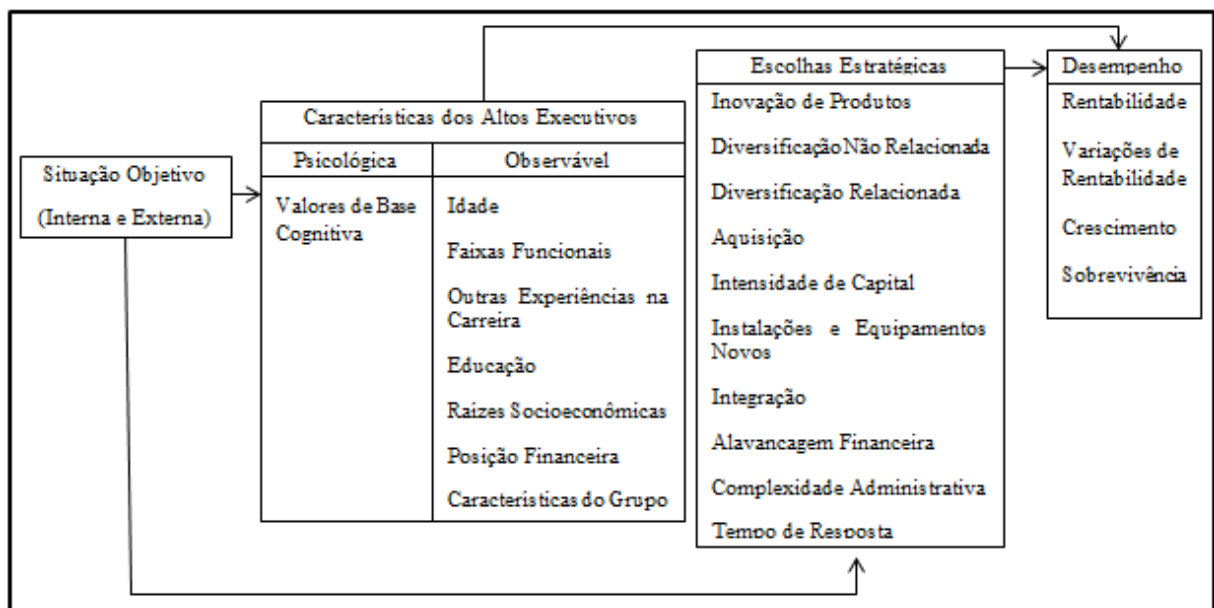 Situação Objetivo
(Interna e Externa)
Características dos Altos Executivos
Psicológica
Valores de Base
Cognitiva
Observável
Idade
Faixas Funcionais
Outras Experiências na
Carreira
Educação
Raízes Socioeconômicas
Posição Financeira
Características do Grupo
Escolhas Estratégicas
Inovação de Produtos
Diversificação Não Relacionada
Diversificação Relacionada
Aquisição
Intensidade de Capital
Instalações e Equipamentos
Novos
Integração
Alavancagem Financeira
Complexidade Administrativa
Tempo de Resposta
Desempenho
Rentabilidade
Variações de
Rentabilidade
Crescimento
Sobrevivência